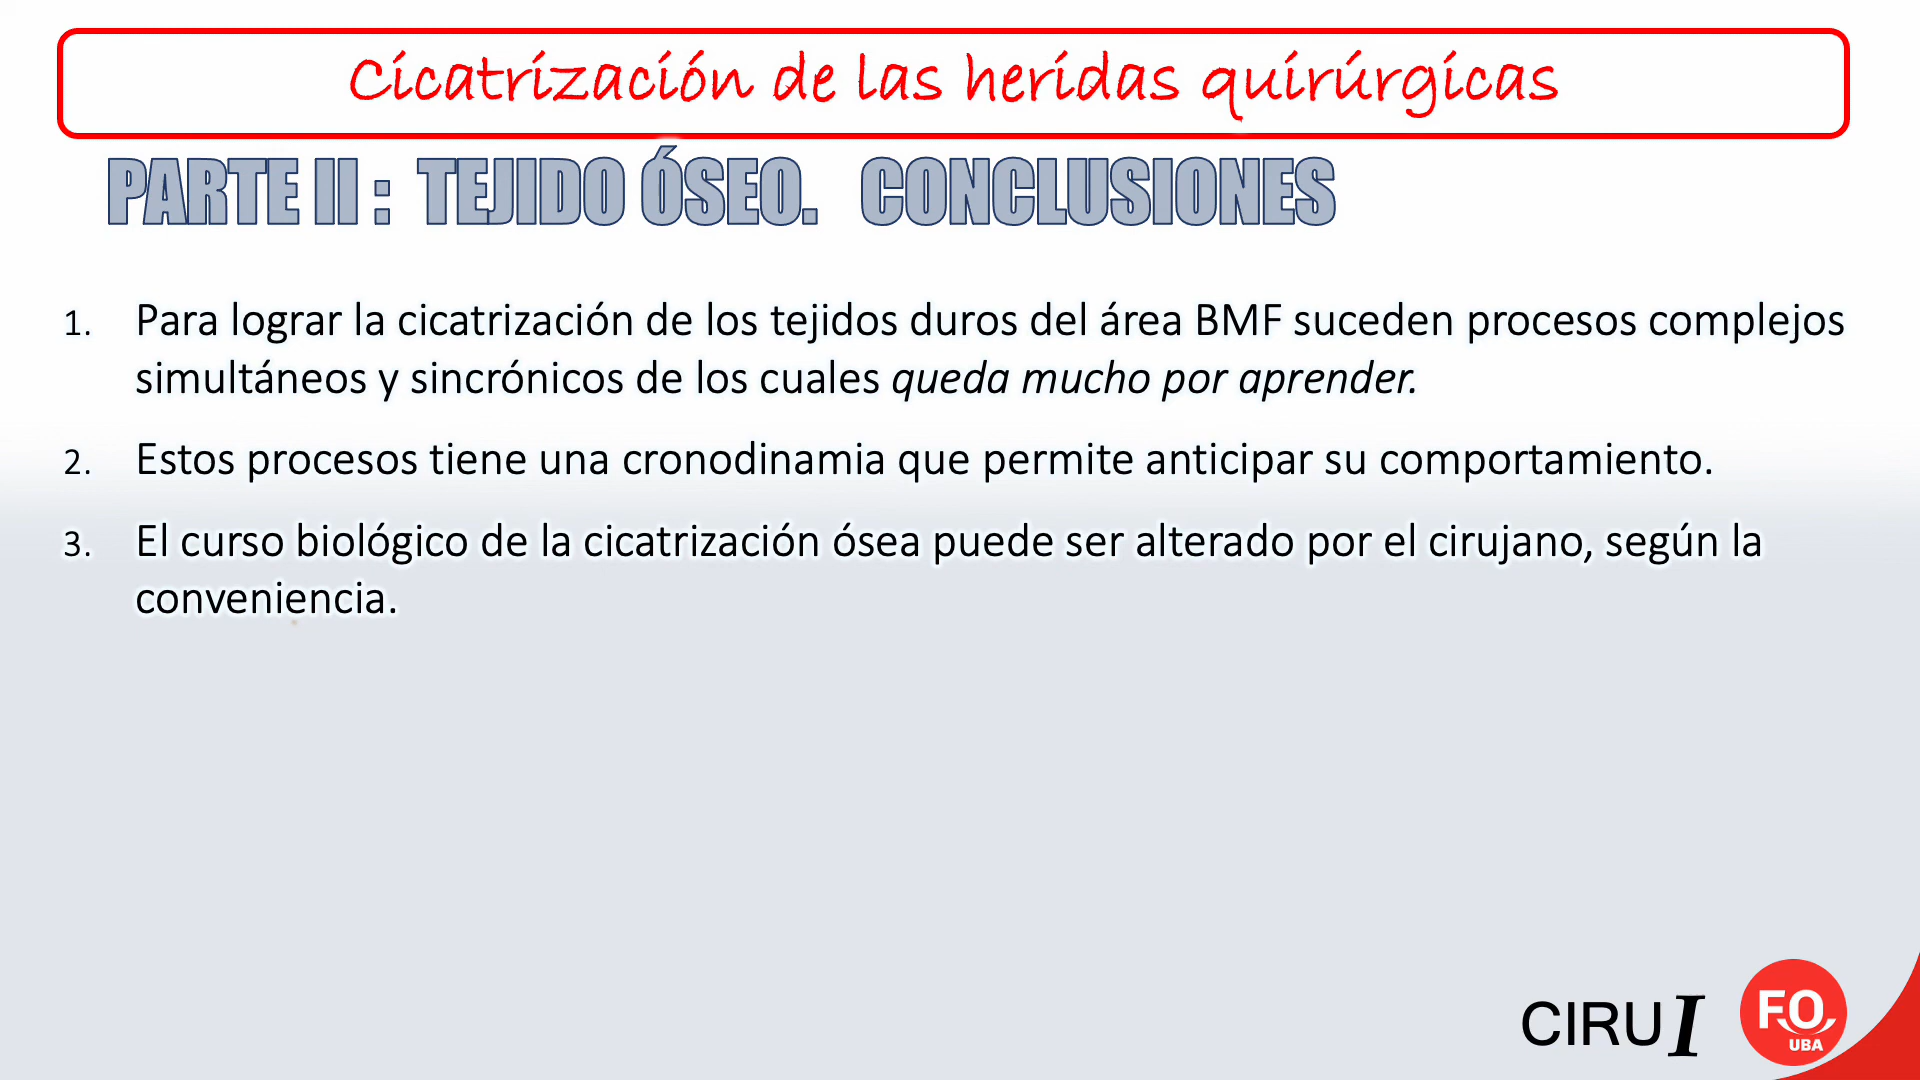 Cicatrización de las heridas quirúrgicas
PARTE II : TEJIDO ÓSEO. CONCLUSIONES
1. Para lograr la cicatrización de los tejidos duros del área BMF suceden procesos complejos
simultáneos y sincrónicos de los cuales queda mucho por aprender.
2. Estos procesos tiene una cronodinamia que permite anticipar su comportamiento.
3. El curso biológico de la cicatrización ósea puede ser alterado por el cirujano, según la
conveniencia.
CIRU I
FO
UBA